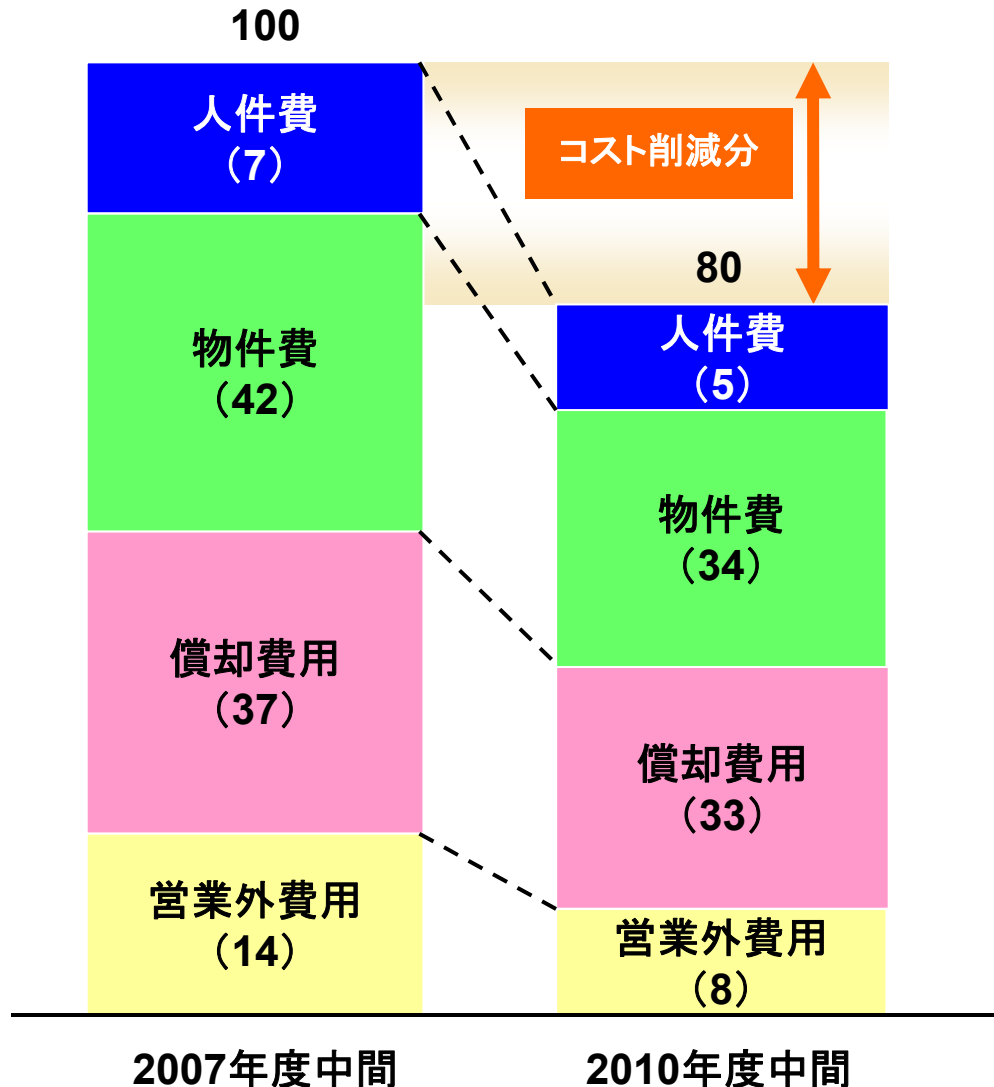 100
人件費
（7）
コスト削減分
物件費
（42）
80
人件費
（5）
物件費
（34）
償却費用
（37）
償却費用
（33）
営業外費用
（14）
営業外費用
（8）
2007年度中間
2010年度中間